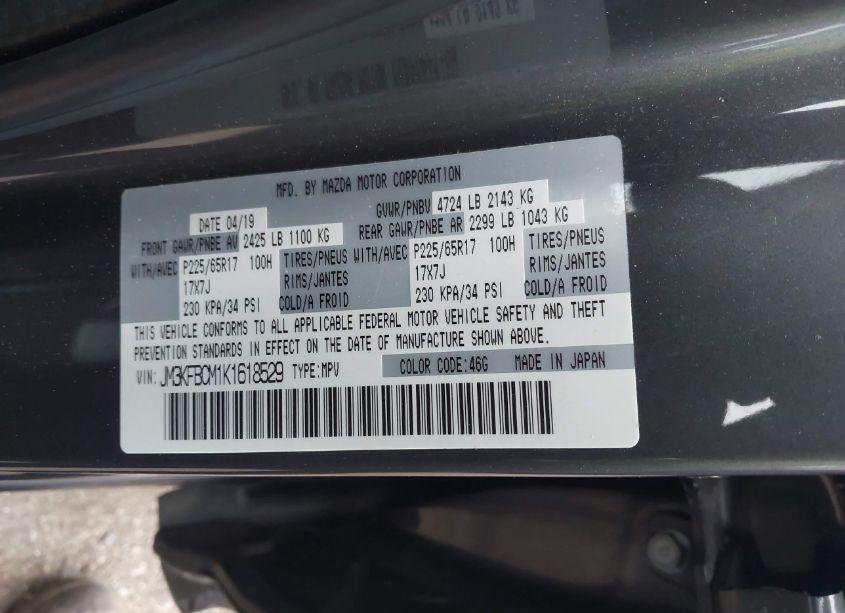 MFD. BY MAZDA MOTOR CORPORATION
DATE 04/19 GVWR/PNBV 4724 LB 2143 KG
FRONT GAWR/PNBE AV 2425 LB 1100 KG REAR GAWR/PNBE AR 2299 LB 1043 KG
WITH/AVEC P225/65R17 100H TIRES/PNEUS WITH/AVEC P225/65R17 100H TIRES/PNEUS
17X7J RIMS/JANTES 17X7J RIMS/JANTES
230 KPA/34 PSI COLD/A FROID 230 KPA/34 PSI COLD/A FROID
THIS VEHICLE CONFORMS TO ALL APPLICABLE FEDERAL MOTOR VEHICLE SAFETY AND THEFT
PREVENTION STANDARDS IN EFFECT ON THE DATE OF MANUFACTURE SHOWN ABOVE.
VIN: JM3KFBCM1K1618529 TYPE:MPV COLOR CODE:46G MADE IN JAPAN